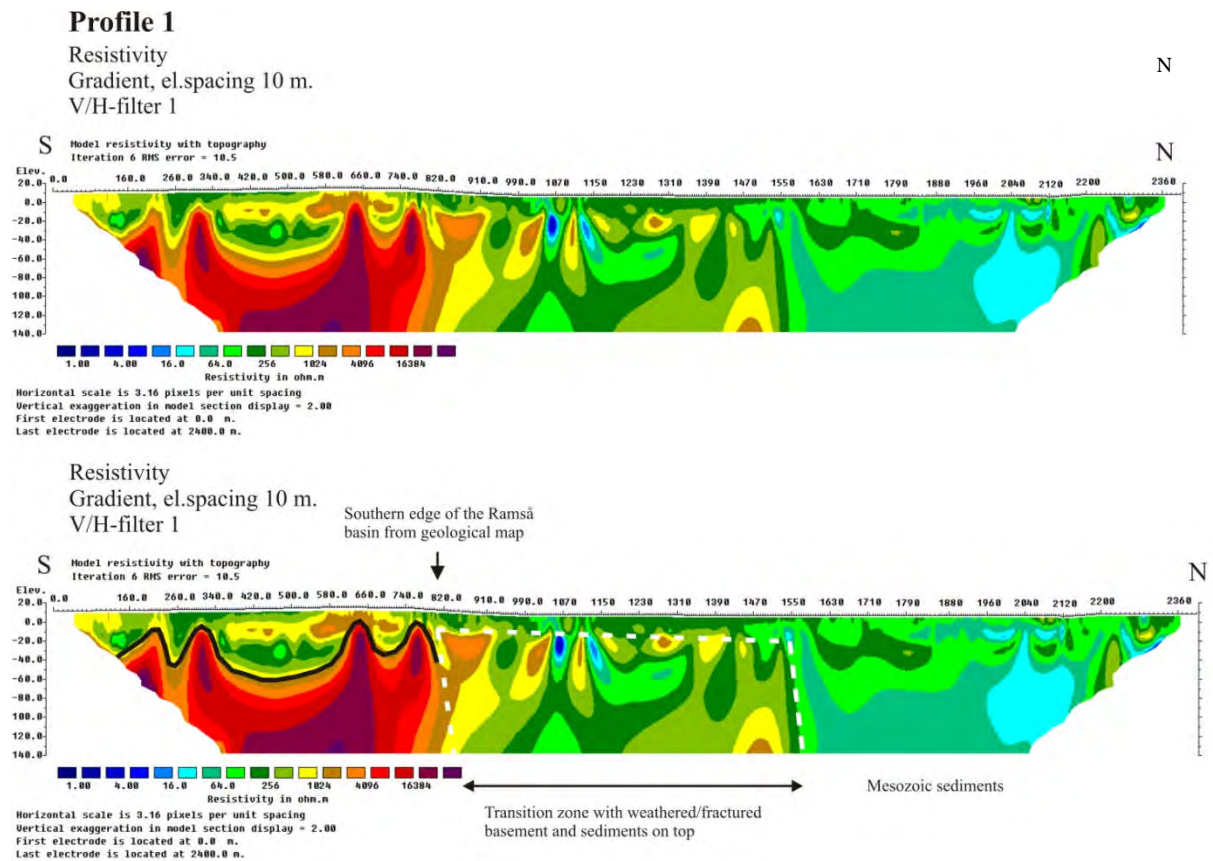 Profile 1
Resistivity
Gradient, el.spacing 10 m.
V/H-filter 1
N
S
N
Model resistivity with topography
Iteration 6 RMS error = 10.5
Elev.
0.0 160.0 260.0 340.0 420.0 500.0 580.0 660.0 740.0 820.0 910.0 990.0 1070 1150 1230 1310 1390 1470 1550 1630 1710 1790 1880 1960 2040 2120 2200 2360
20.0
0.0
-20.0
-40.0
-60.0
-80.0
100.0
120.0
140.0
1.00 4.00 16.0 64.0 256 1024 4096 16384
Resistivity in ohm.m
Horizontal scale is 3.16 pixels per unit spacing
Vertical exaggeration in model section display = 2.00
First electrode is located at 0.0 m.
Last electrode is located at 2400.0 m.
Resistivity
Gradient, el.spacing 10 m.
V/H-filter 1
Southern edge of the Ramså
basin from geological map
S
N
Model resistivity with topography
Iteration 6 RMS error = 10.5
Elev.
0.0 160.0 260.0 340.0 420.0 500.0 580.0 660.0 740.0 820.0 910.0 990.0 1070 1150 1230 1310 1390 1470 1550 1630 1710 1790 1880 1960 2040 2120 2200 2360
20.0
0.0
-20.0
-40.0
-60.0
-80.0
100.0
120.0
140.0
1.00 4.00 16.0 64.0 256 1024 4096 16384
Resistivity in ohm.m
Mesozoic sediments
Transition zone with weathered/fractured
basement and sediments on top
Horizontal scale is 3.16 pixels per unit spacing
Vertical exaggeration in model section display = 2.00
First electrode is located at 0.0 m.
Last electrode is located at 2400.0 m.